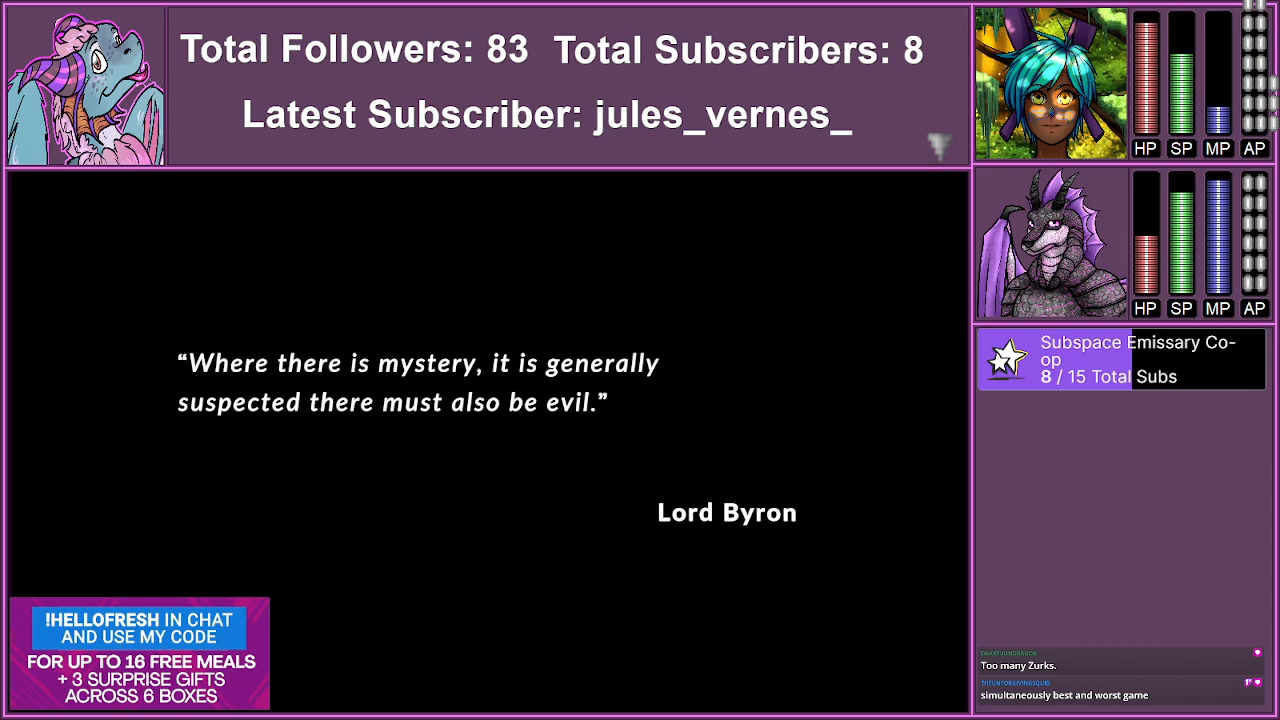 Total Followers: 83 Total Subscribers: 8
Latest Subscriber: jules_vernes_
HP SP MP AP
HP SP MP AP
Subspace Emissary Co-
op
8 / 15 Total Subs
“Where there is mystery, it is generally
suspected there must also be evil.”
Lord Byron
!HELLOFRESH IN CHAT
AND USE MY CODE
FOR UP TO 16 FREE MEALS
+ 3 SURPRISE GIFTS
ACROSS 6 BOXES
Too many Zurks.
THEUNFORGIVINGSQUID
simultaneously best and worst game